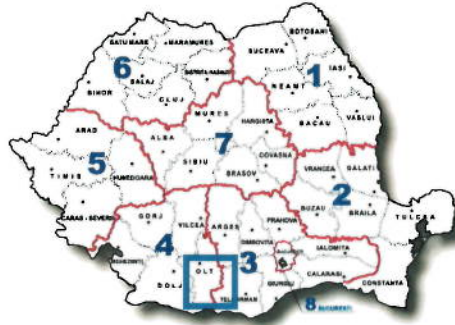 BOTOSANI
SATU MARE
MARAMURES
SUCEAVA
6
IASI
SALAJ
BISTRITA NASAUD
1
NEAMT
BIHOR
CLUJ
MURES
HARGHITA
BACAU
VASLUI
ARAD
ALBA
7
5
SIBIU
COVASNA
TIMIS
HUNEDOARA
BRASOV
VRANCEA
GALATI
2
CARAS - SEVERIN
GORJ
VILCEA
ARGES
PRAHOVA
BUZAU
BRAILA
TULCEA
4
DIMBOVITA
3
IALOMITA
MEHEDINTI
OLT
CALARASI
DOLJ
GIURGIU
CONSTANTA
TELEORMAN
8 BUCURESTI